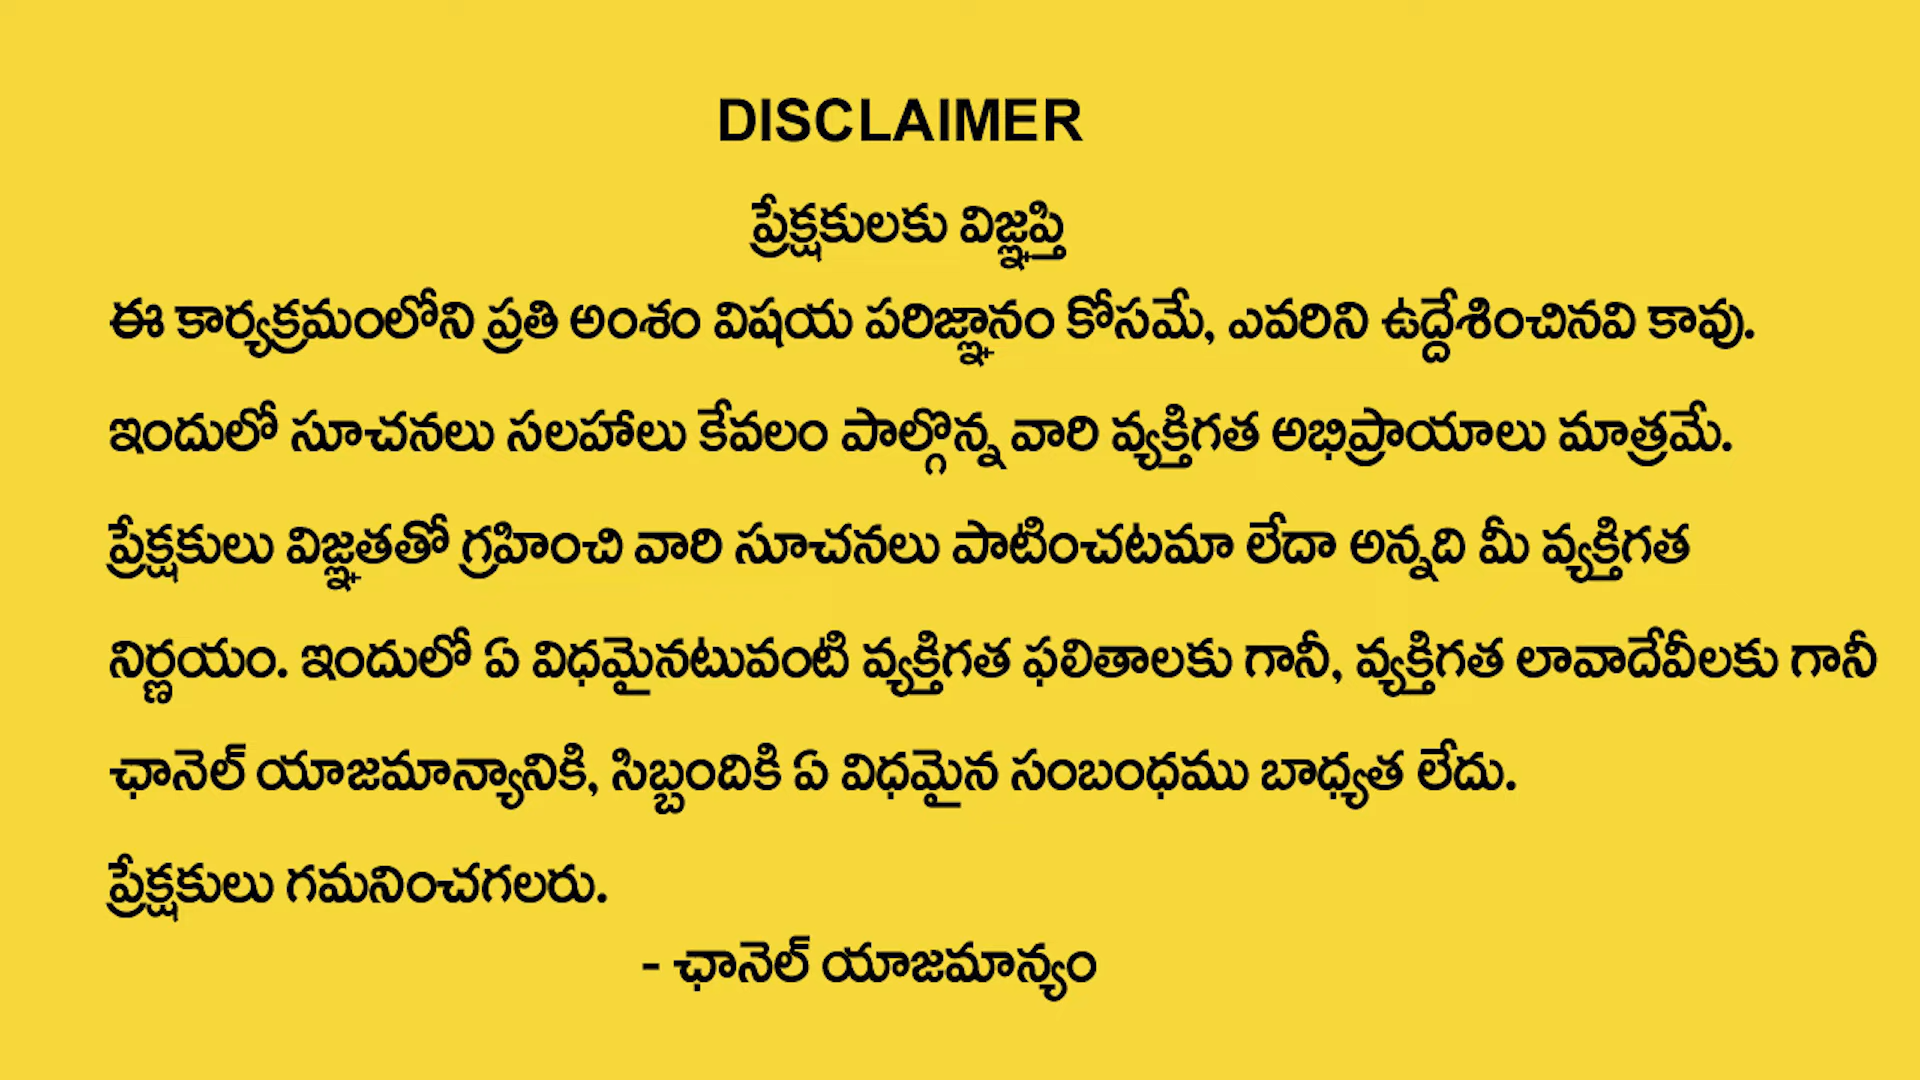 DISCLAIMER
ప్రేక్షకులకు విజ్ఞప్తి
ఈ కార్యక్రమంలోని ప్రతి అంశం విషయ పరిజ్ఞానం కోసమే, ఎవరిని ఉద్దేశించినవి కావు.
ఇందులో సూచనలు సలహాలు కేవలం పాల్గొన్న వారి వ్యక్తిగత అభిప్రాయాలు మాత్రమే.
ప్రేక్షకులు విజ్ఞతతో గ్రహించి వారి సూచనలు పాటించటమా లేదా అన్నది మీ వ్యక్తిగత
నిర్ణయం. ఇందులో ఏ విధమైనటువంటి వ్యక్తిగత ఫలితాలకు గానీ, వ్యక్తిగత లావాదేవీలకు గానీ
ఛానెల్ యాజమాన్యానికి, సిబ్బందికి ఏ విధమైన సంబంధము బాధ్యత లేదు.
ప్రేక్షకులు గమనించగలరు.
- ఛానెల్ యాజమాన్యం